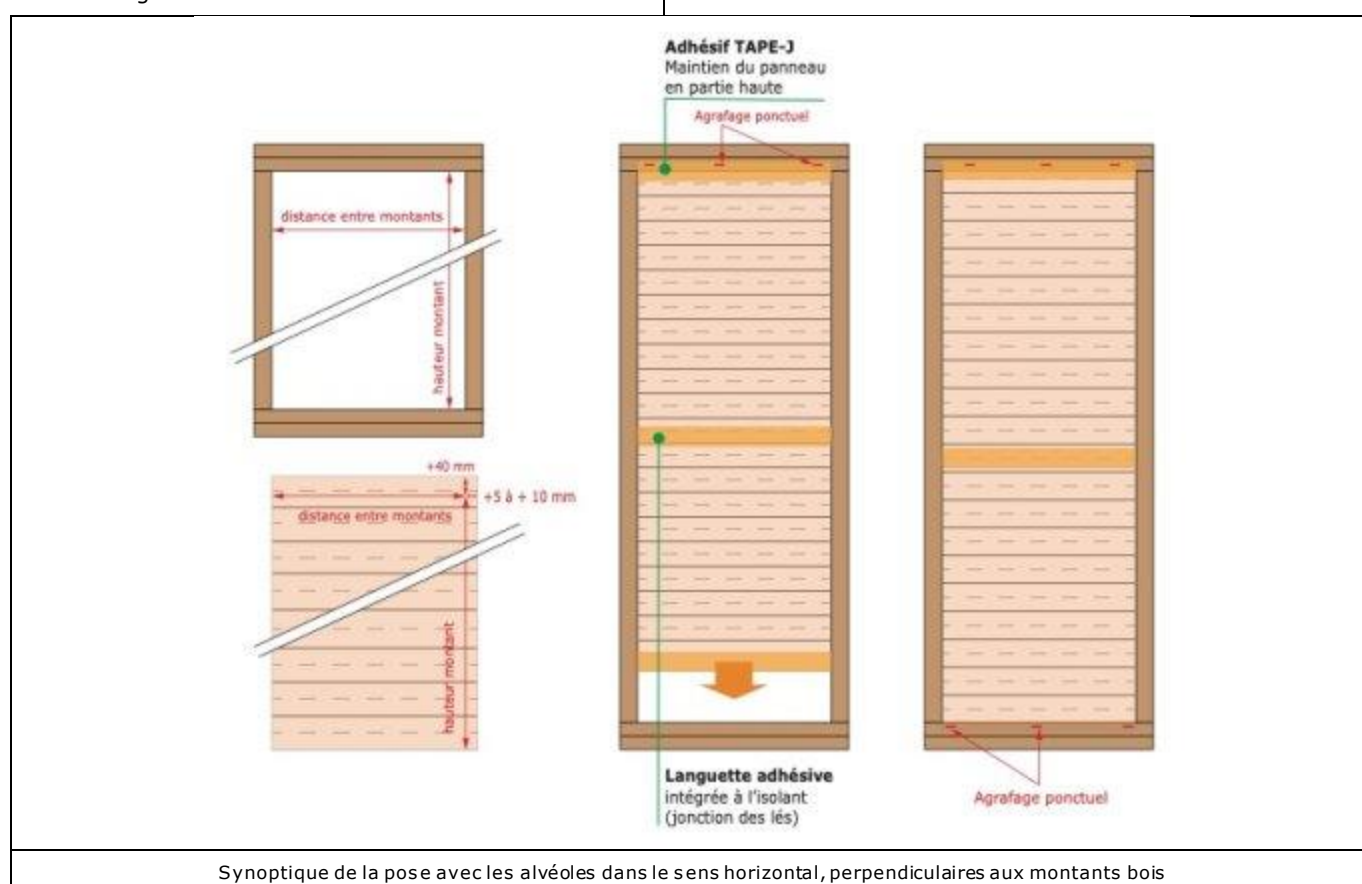 Adhésif TAPE-J
Maintien du panneau
en partie haute
Agrafage ponctuel
distance entre montants
hauteur montant
+40 mm
+5 à + 10 mm
distance entre montants
hauteur montant
Languette adhésive
intégrée à l'isolant
(jonction des lés)
Agrafage ponctuel
Synoptique de la pose avec les alvéoles dans le sens horizontal, perpendiculaires aux montants bois